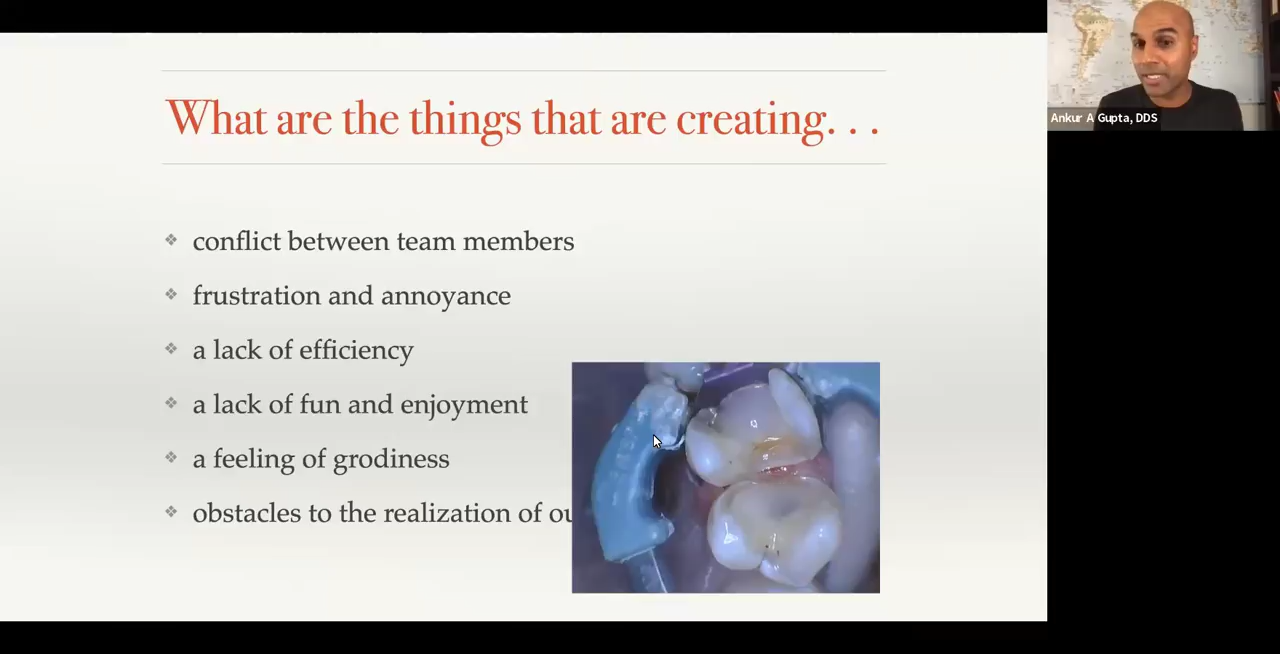 What are the things that are creating. . .
Ankur A Gupta, DDS
❖ conflict between team members
❖ frustration and annoyance
❖ a lack of efficiency
❖ a lack of fun and enjoyment
❖ a feeling of grodiness
❖ obstacles to the realization of